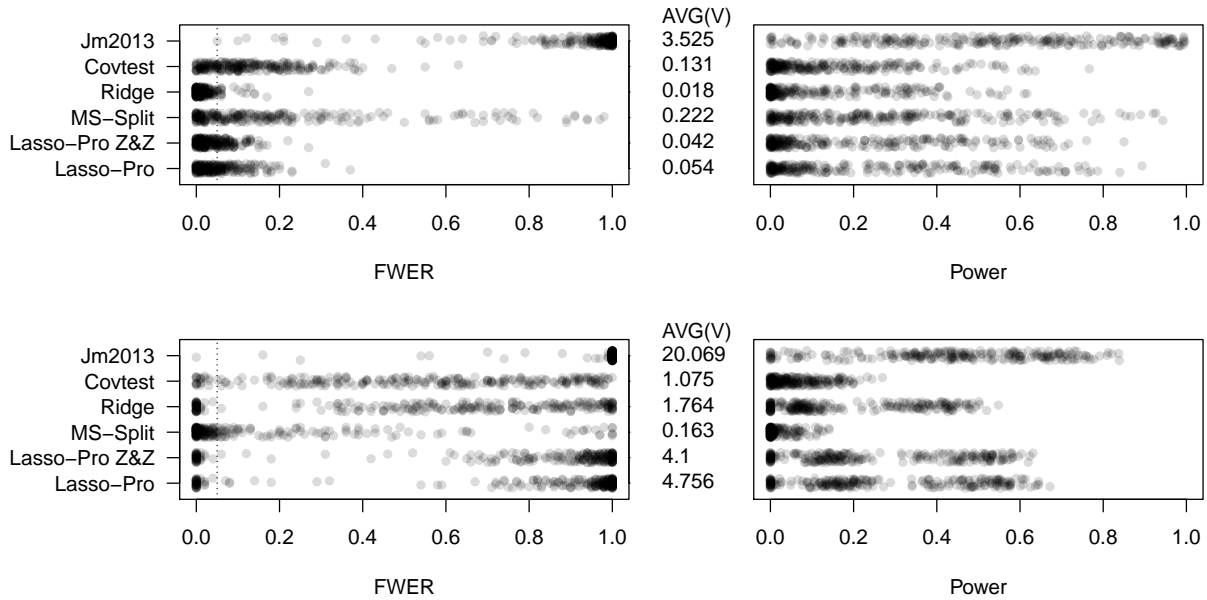 AVG(V)
Jm2013 3.525
Covtest 0.131
Ridge 0.018
MS−Split 0.222
Lasso−Pro Z&Z 0.042
Lasso−Pro 0.054
0.0 0.2 0.4 0.6 0.8 1.0 0.0 0.2 0.4 0.6 0.8 1.0
FWER Power
AVG(V)
Jm2013 20.069
Covtest 1.075
Ridge 1.764
MS−Split 0.163
Lasso−Pro Z&Z 4.1
Lasso−Pro 4.756
0.0 0.2 0.4 0.6 0.8 1.0 0.0 0.2 0.4 0.6 0.8 1.0
FWER Power